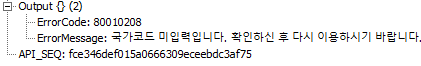 Output {} (2)
ErrorCode: 80010208
ErrorMessage: 국가코드 미입력입니다. 확인하신 후 다시 이용하시기 바랍니다.
API_SEQ: fce346def015a0666309eceebdc3af75